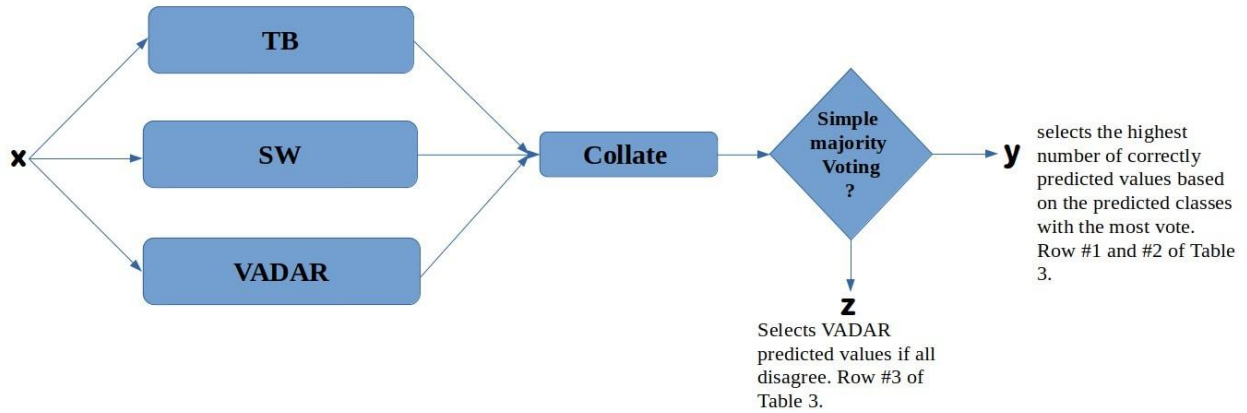 TB
x
SW
VADAR
Collate
Simple
majority
Voting
?
y
selects the highest
number of correctly
predicted values based
on the predicted classes
with the most vote.
Row #1 and #2 of Table
3.
z
Selects VADAR
predicted values if all
disagree. Row #3 of
Table 3.